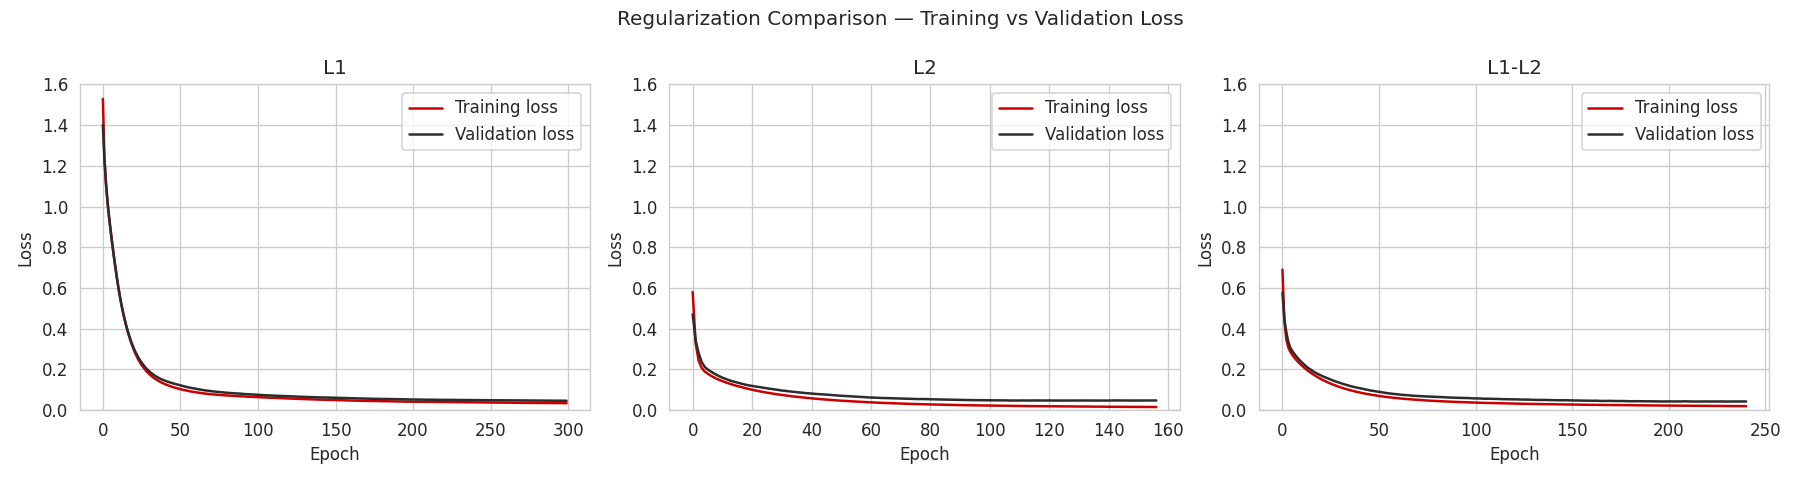 Regularization Comparison — Training vs Validation Loss
L1
1.6
1.4
1.2
1.0
0.8
0.6
0.4
0.2
0.0
Loss
Training loss
Validation loss
0 50 100 150 200 250 300
Epoch
L2
1.6
1.4
1.2
1.0
0.8
0.6
0.4
0.2
0.0
Loss
Training loss
Validation loss
0 20 40 60 80 100 120 140 160
Epoch
L1-L2
1.6
1.4
1.2
1.0
0.8
0.6
0.4
0.2
0.0
Loss
Training loss
Validation loss
0 50 100 150 200 250
Epoch